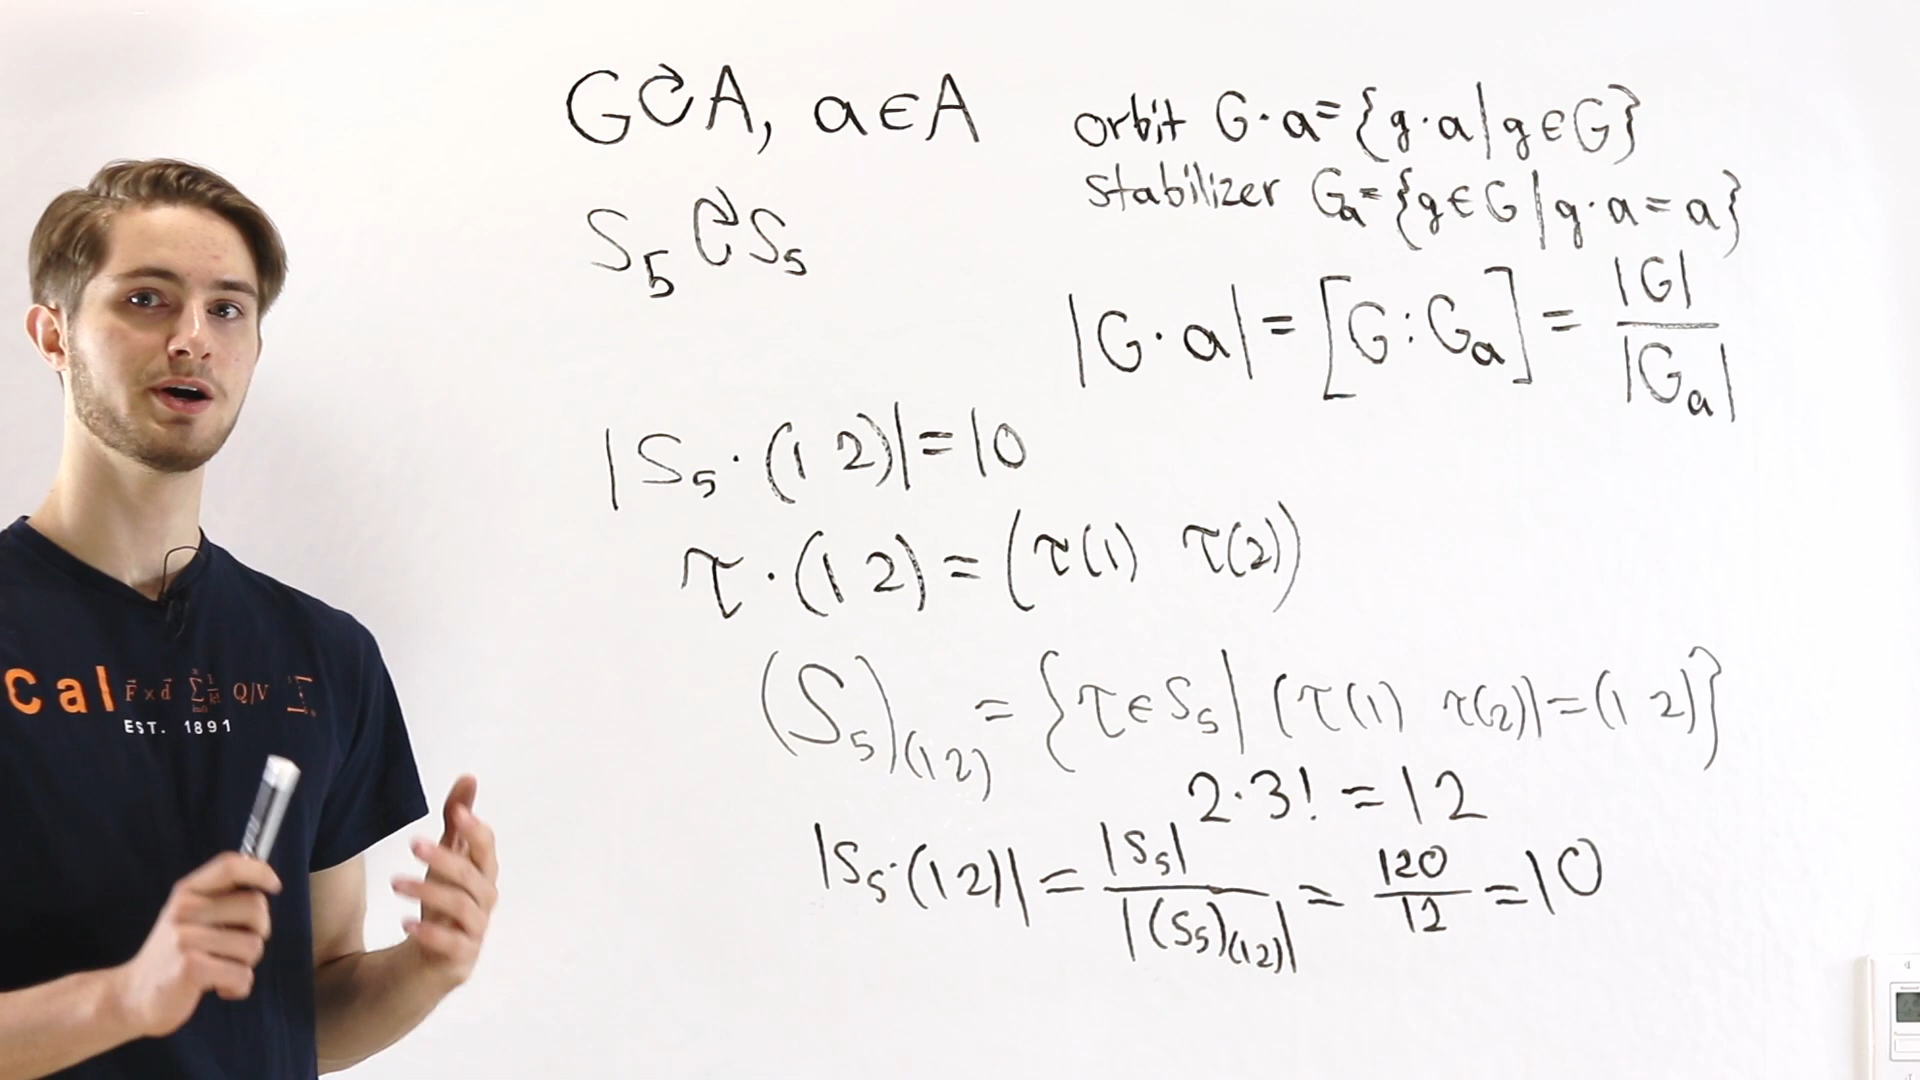 G↻A, a∈A
orbit G·a={g·a|g∈G}
stabilizer Gₐ={g∈G|g·a=a}
S₅↻S₅
|G·a|=[G:Gₐ]=|G|/|Gₐ|
|S₅·(1 2)|=10
τ·(1 2)=(τ(1) τ(2))
(S₅)₍₁ ₂₎={τ∈S₅|(τ(1) τ(2))=(1 2)}
2·3!=12
|S₅·(1 2)|=|S₅|/|(S₅)₍₁ ₂₎|=120/12=10
Cal F⃗×d⃗ Q/V
EST. 1891